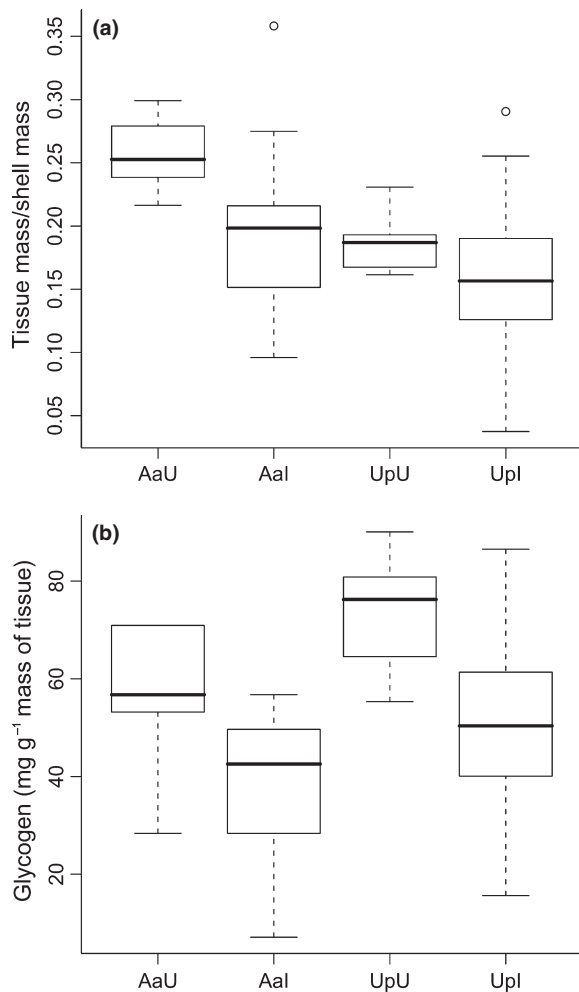 (a)
Tissue mass/shell mass
0.35
0.30
0.25
0.20
0.15
0.10
0.05
AaU AaI UpU UpI
(b)
Glycogen (mg g⁻¹ mass of tissue)
80
60
40
20
AaU AaI UpU UpI